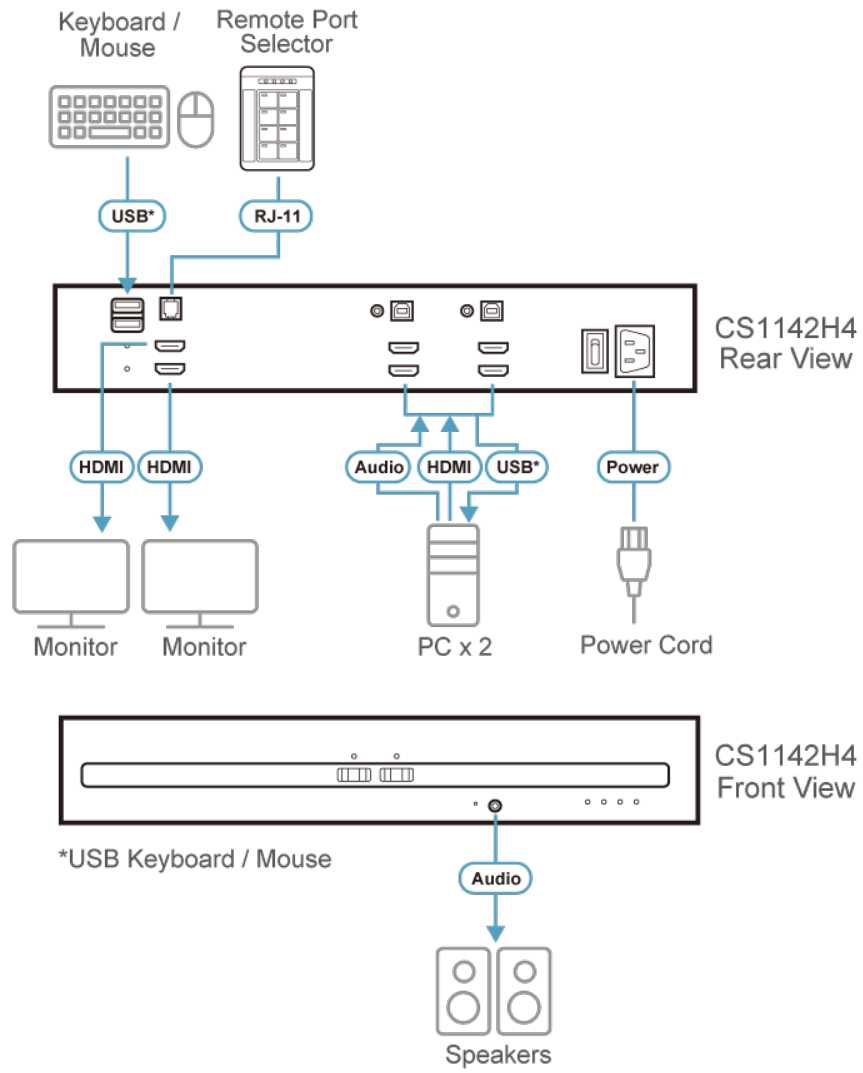 Keyboard /
Mouse
Remote Port
Selector
USB*
RJ-11
CS1142H4
Rear View
HDMI
HDMI
Audio
HDMI
USB*
Power
Monitor
Monitor
PC x 2
Power Cord
CS1142H4
Front View
*USB Keyboard / Mouse
Audio
Speakers